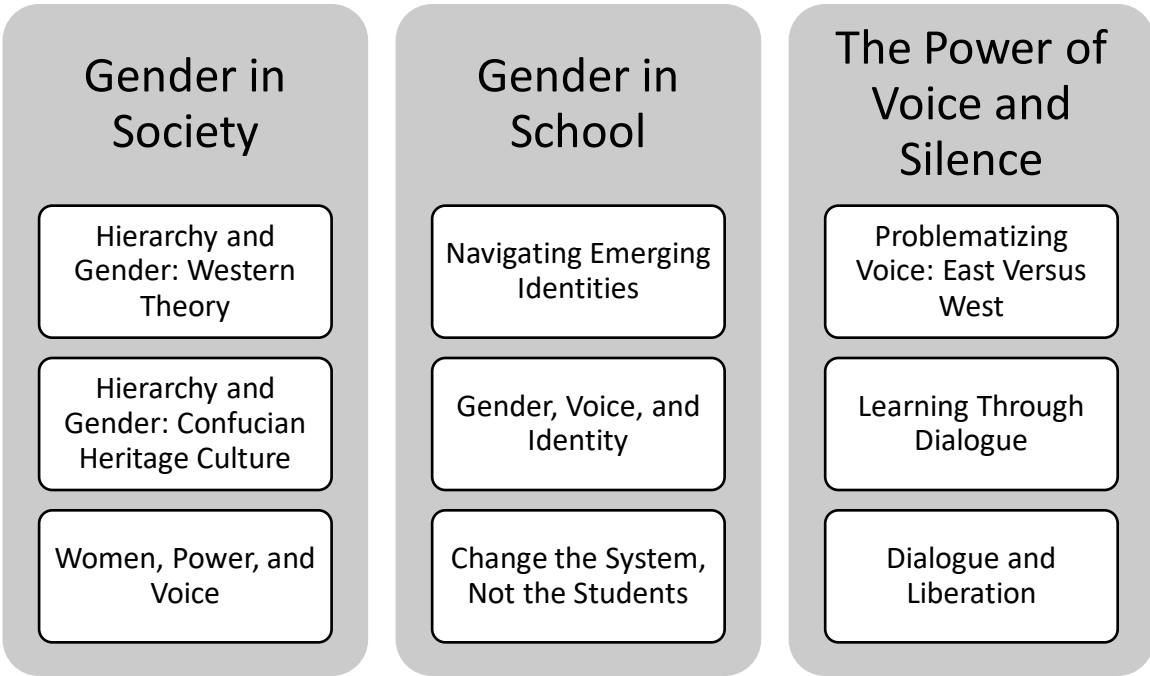 Gender in
Society
Hierarchy and
Gender: Western
Theory
Hierarchy and
Gender: Confucian
Heritage Culture
Women, Power, and
Voice
Gender in
School
Navigating Emerging
Identities
Gender, Voice, and
Identity
Change the System,
Not the Students
The Power of
Voice and
Silence
Problematizing
Voice: East Versus
West
Learning Through
Dialogue
Dialogue and
Liberation